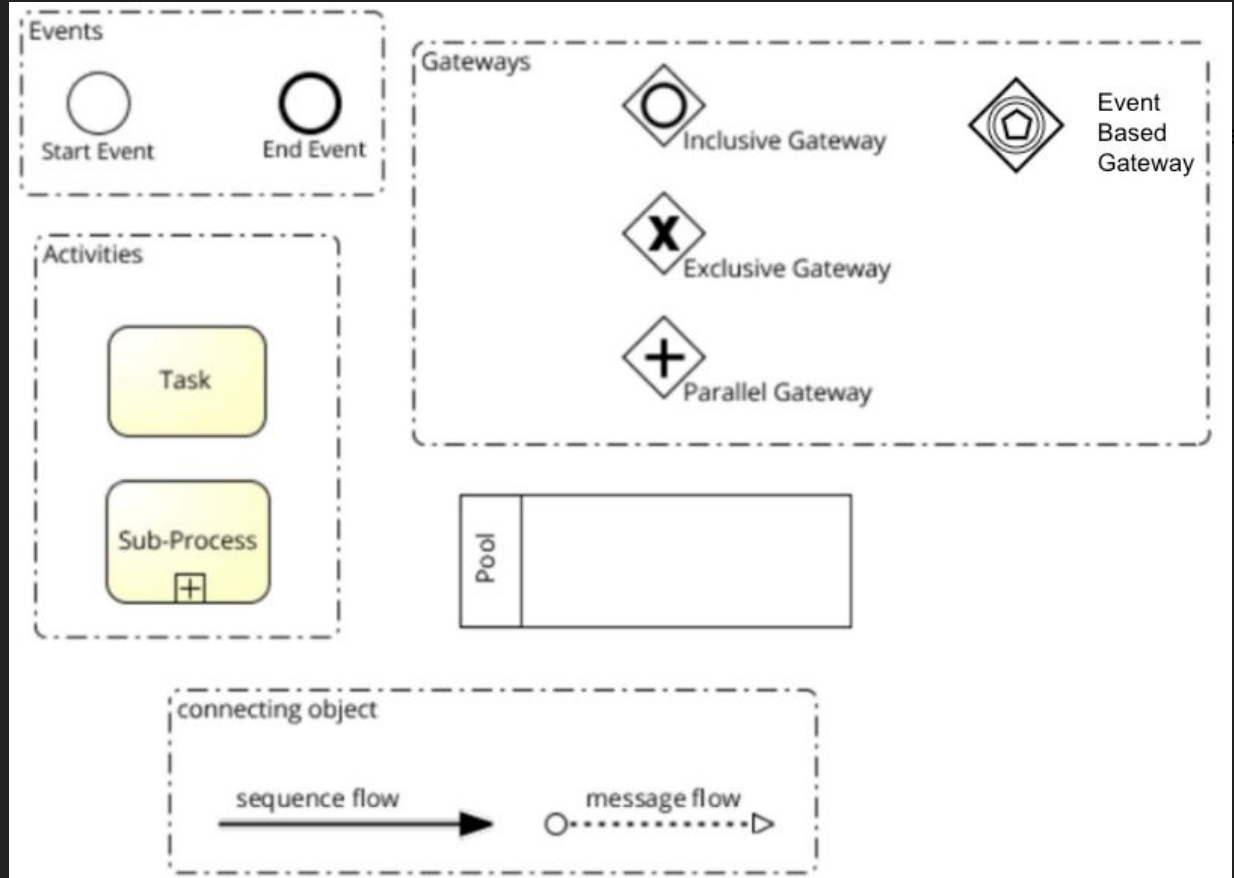 Events
Start Event
End Event
Gateways
Inclusive Gateway
Event
Based
Gateway
X
Exclusive Gateway
Parallel Gateway
Activities
Task
Sub-Process
Pool
connecting object
sequence flow
message flow